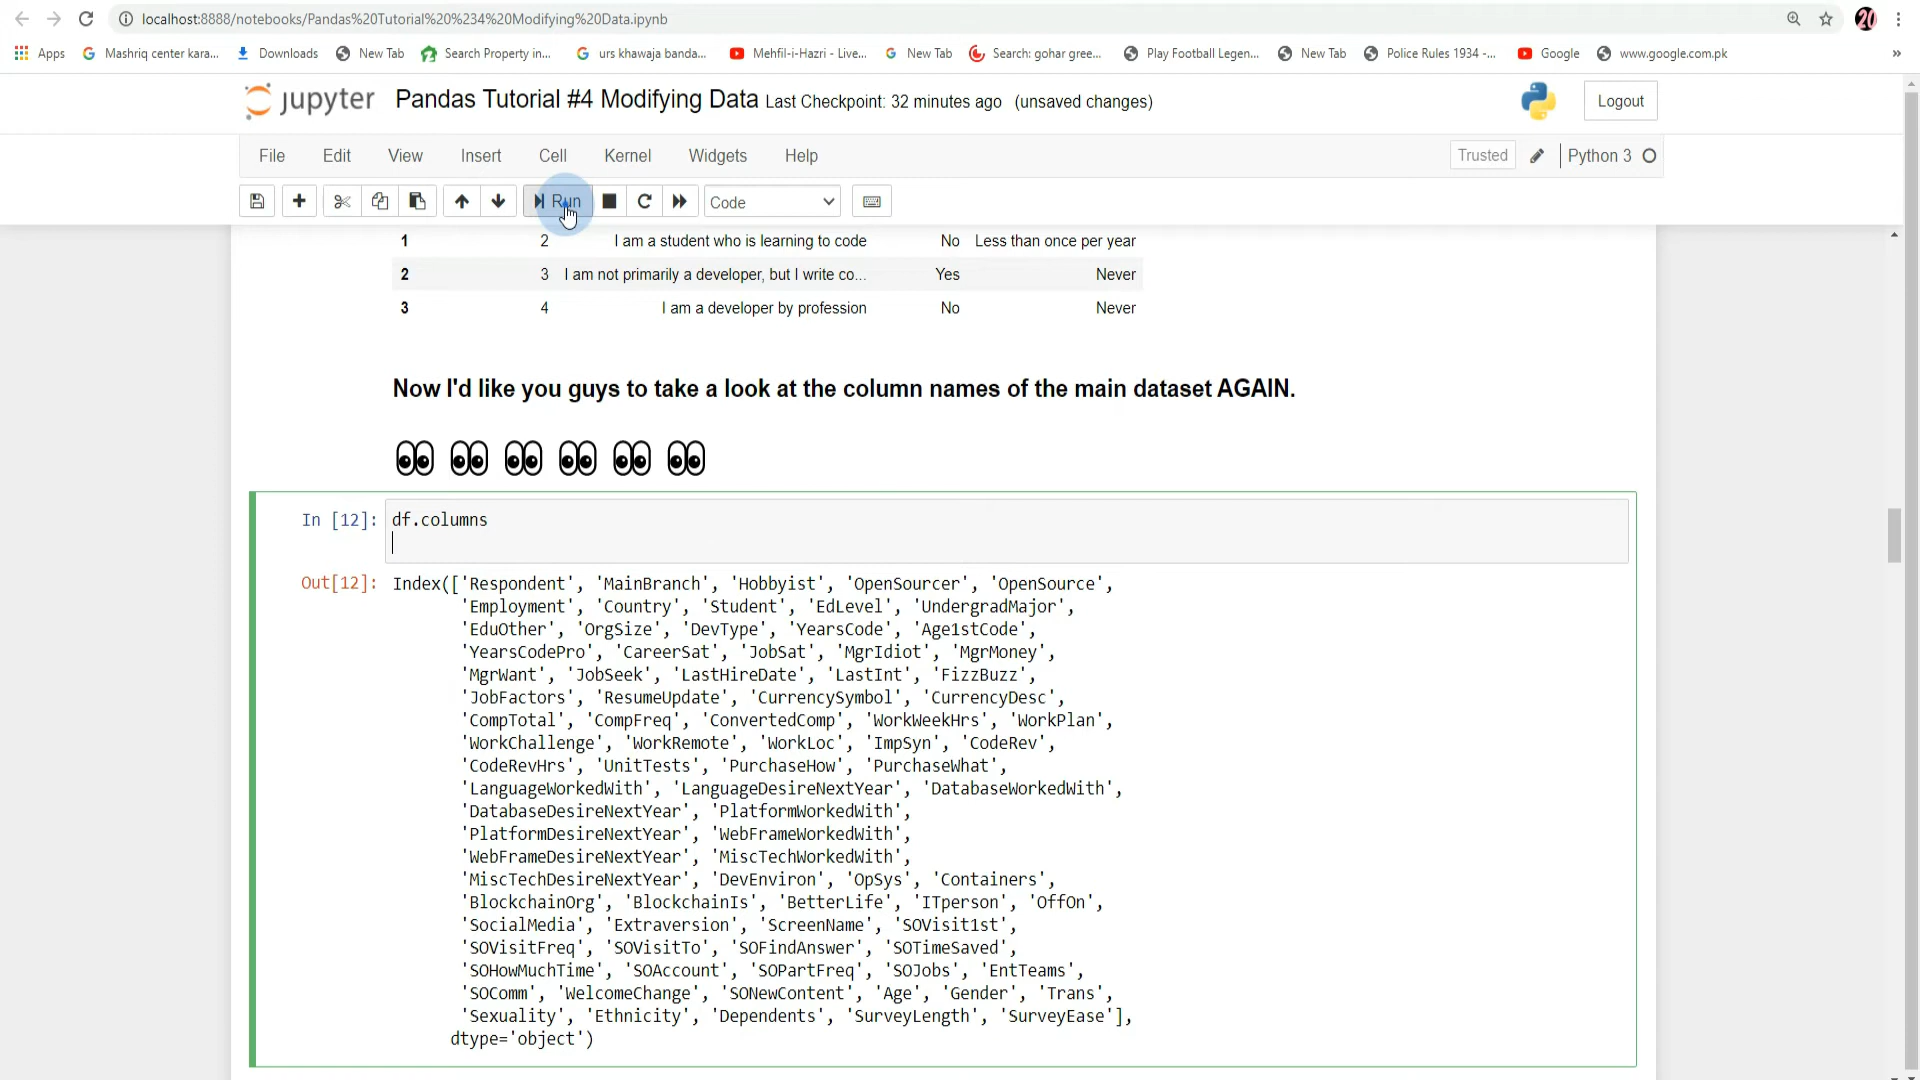 localhost:8888/notebooks/Pandas%20Tutorial%20%234%20Modifying%20Data.ipynb
20
Apps Mashriq center kara... Downloads New Tab Search Property in... urs khawaja banda... Mehfil-i-Hazri - Live... New Tab Search: gohar gree... Play Football Legen... New Tab Police Rules 1934 -... Google www.google.com.pk »
jupyter Pandas Tutorial #4 Modifying Data Last Checkpoint: 32 minutes ago (unsaved changes) Logout
File Edit View Insert Cell Kernel Widgets Help Trusted Python 3
Run Code
1 2 I am a student who is learning to code No Less than once per year
2 3 I am not primarily a developer, but I write co... Yes Never
3 4 I am a developer by profession No Never
Now I'd like you guys to take a look at the column names of the main dataset AGAIN.
In [12]: df.columns
Out[12]: Index(['Respondent', 'MainBranch', 'Hobbyist', 'OpenSourcer', 'OpenSource',
'Employment', 'Country', 'Student', 'EdLevel', 'UndergradMajor',
'EduOther', 'OrgSize', 'DevType', 'YearsCode', 'Age1stCode',
'YearsCodePro', 'CareerSat', 'JobSat', 'MgrIdiot', 'MgrMoney',
'MgrWant', 'JobSeek', 'LastHireDate', 'LastInt', 'FizzBuzz',
'JobFactors', 'ResumeUpdate', 'CurrencySymbol', 'CurrencyDesc',
'CompTotal', 'CompFreq', 'ConvertedComp', 'WorkWeekHrs', 'WorkPlan',
'WorkChallenge', 'WorkRemote', 'WorkLoc', 'ImpSyn', 'CodeRev',
'CodeRevHrs', 'UnitTests', 'PurchaseHow', 'PurchaseWhat',
'LanguageWorkedWith', 'LanguageDesireNextYear', 'DatabaseWorkedWith',
'DatabaseDesireNextYear', 'PlatformWorkedWith',
'PlatformDesireNextYear', 'WebFrameWorkedWith',
'WebFrameDesireNextYear', 'MiscTechWorkedWith',
'MiscTechDesireNextYear', 'DevEnviron', 'OpSys', 'Containers',
'BlockchainOrg', 'BlockchainIs', 'BetterLife', 'ITperson', 'OffOn',
'SocialMedia', 'Extraversion', 'ScreenName', 'SOVisit1st',
'SOVisitFreq', 'SOVisitTo', 'SOFindAnswer', 'SOTimeSaved',
'SOHowMuchTime', 'SOAccount', 'SOPartFreq', 'SOJobs', 'EntTeams',
'SOComm', 'WelcomeChange', 'SONewContent', 'Age', 'Gender', 'Trans',
'Sexuality', 'Ethnicity', 'Dependents', 'SurveyLength', 'SurveyEase'],
dtype='object')